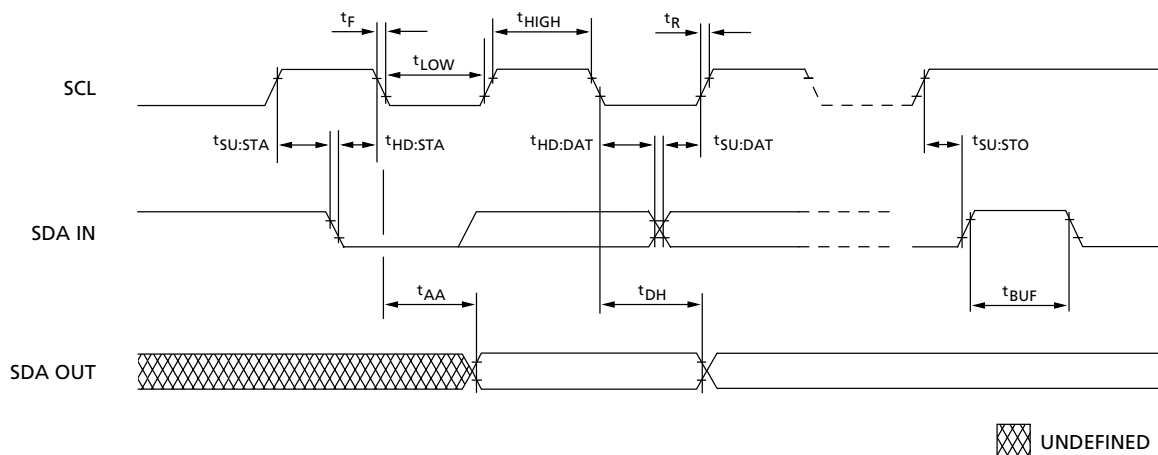 tF
tHIGH
tR
tLOW
SCL
tSU:STA
tHD:STA
tHD:DAT
tSU:DAT
tSU:STO
SDA IN
tAA
tDH
tBUF
SDA OUT
UNDEFINED